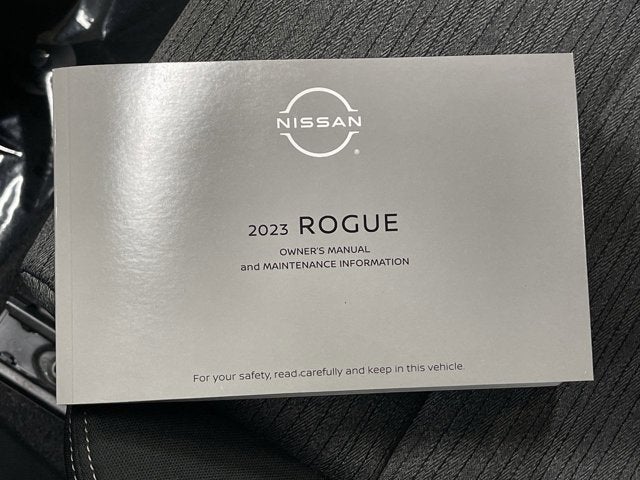 NISSAN
®
2023 ROGUE
OWNER'S MANUAL
and MAINTENANCE INFORMATION
For your safety, read carefully and keep in this vehicle.